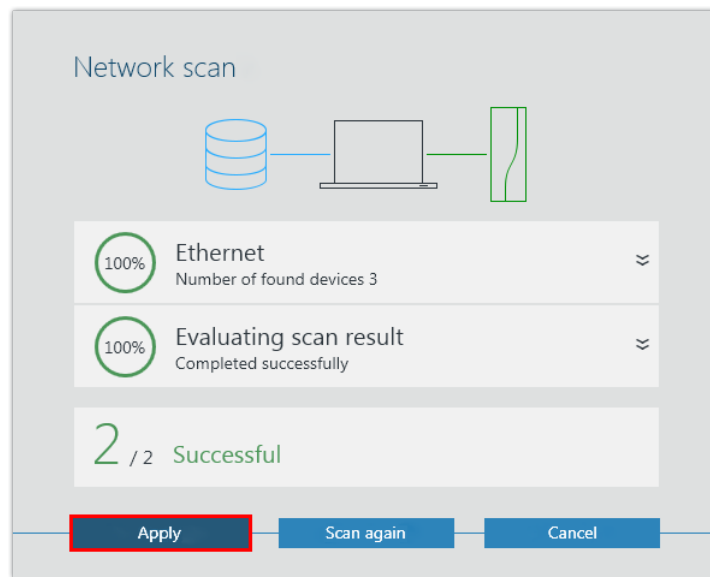 Network scan
100%
Ethernet
Number of found devices 3
100%
Evaluating scan result
Completed successfully
2 / 2 Successful
Apply
Scan again
Cancel